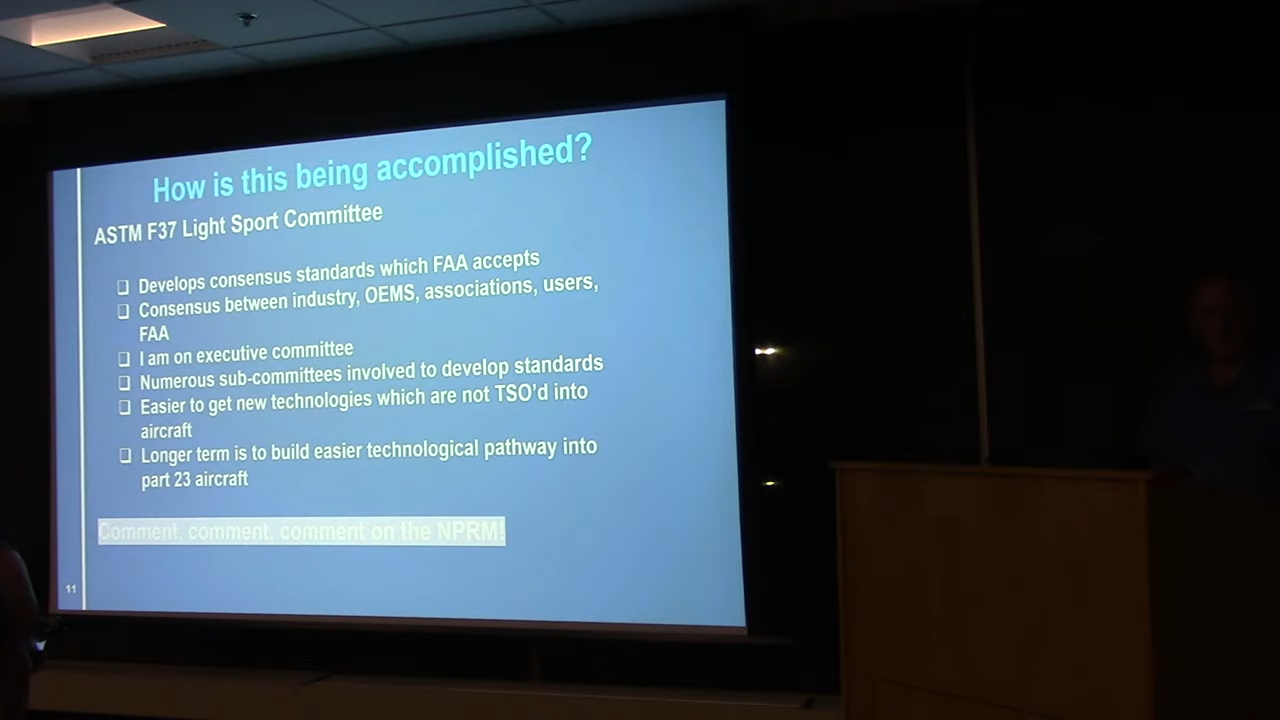 How is this being accomplished?
ASTM F37 Light Sport Committee
❑ Develops consensus standards which FAA accepts
❑ Consensus between industry, OEMS, associations, users,
FAA
❑ I am on executive committee
❑ Numerous sub-committees involved to develop standards
❑ Easier to get new technologies which are not TSO'd into
aircraft
❑ Longer term is to build easier technological pathway into
part 23 aircraft
Comment, comment, comment on the NPRM!
11